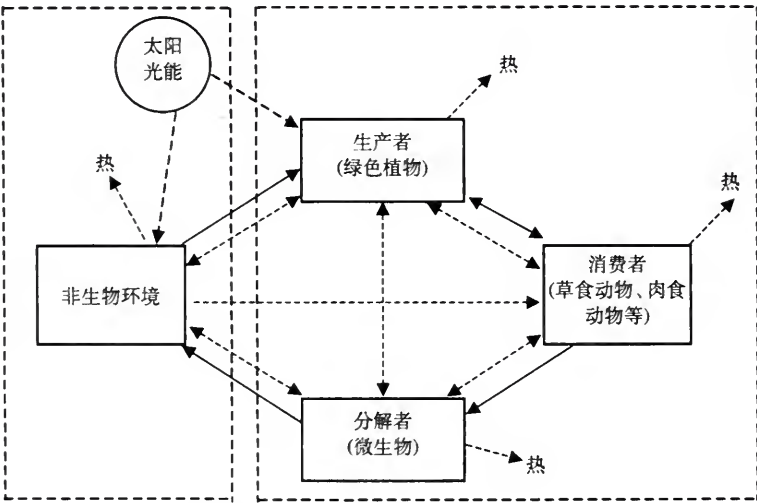 太阳
光能
热
生产者
(绿色植物)
热
热
非生物环境
消费者
(草食动物、肉食
动物等)
分解者
(微生物)
热